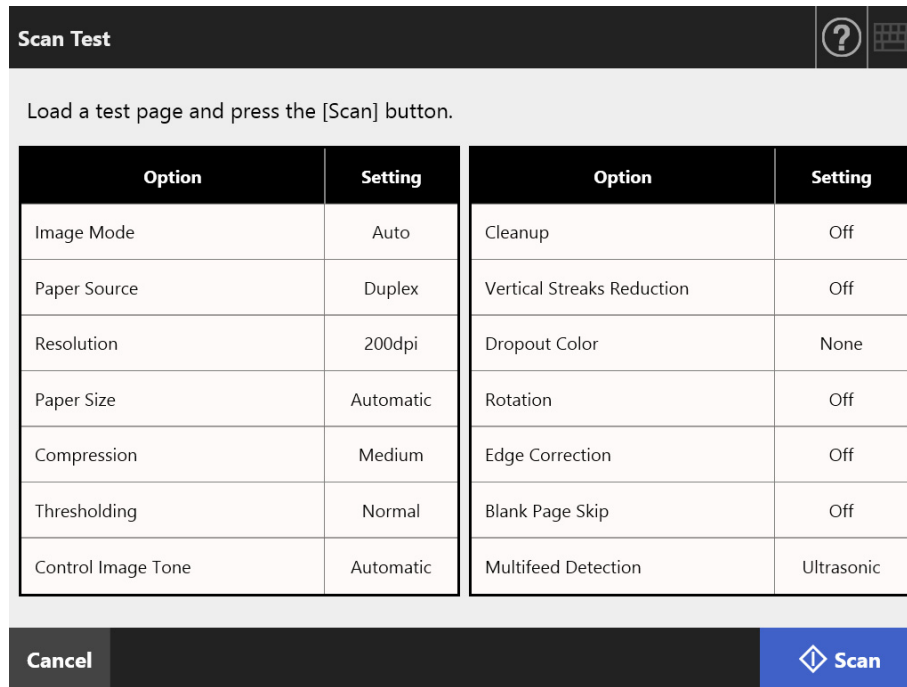 Scan Test
?
Load a test page and press the [Scan] button.
Option Setting Option Setting
Image Mode Auto Cleanup Off
Paper Source Duplex Vertical Streaks Reduction Off
Resolution 200dpi Dropout Color None
Paper Size Automatic Rotation Off
Compression Medium Edge Correction Off
Thresholding Normal Blank Page Skip Off
Control Image Tone Automatic Multifeed Detection Ultrasonic
Cancel Scan